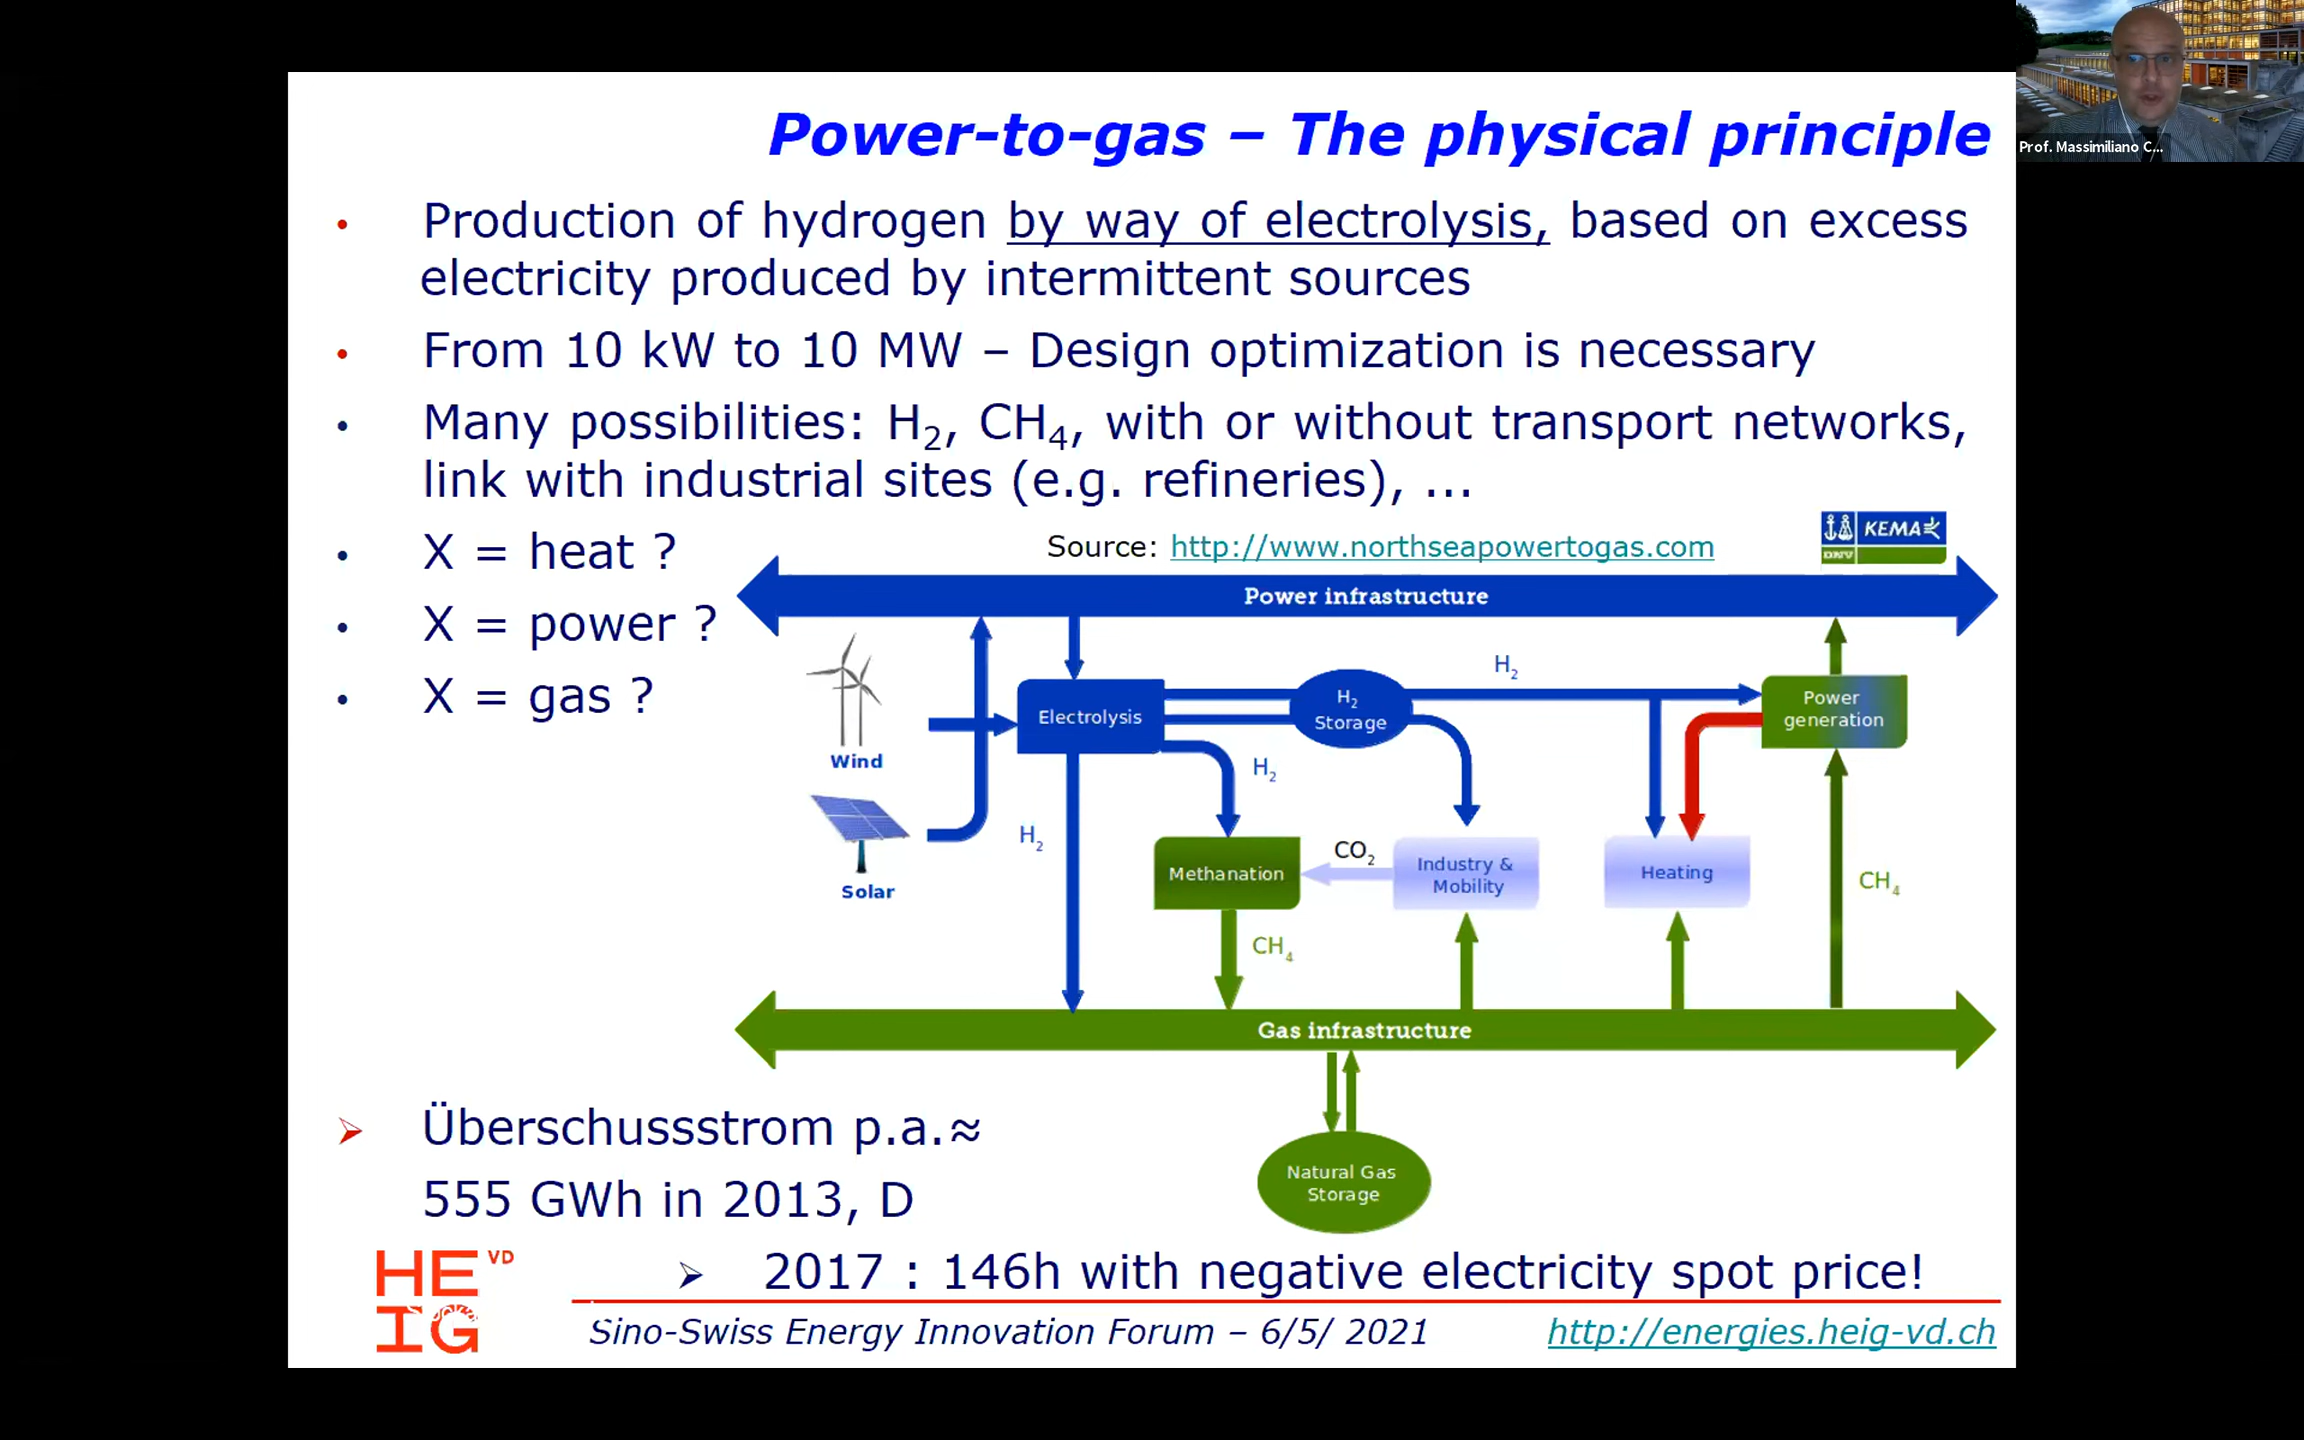 Power-to-gas – The physical principle
Prof. Massimiliano C...
• Production of hydrogen by way of electrolysis, based on excess
electricity produced by intermittent sources
• From 10 kW to 10 MW – Design optimization is necessary
• Many possibilities: H₂, CH₄, with or without transport networks,
link with industrial sites (e.g. refineries), ...
• X = heat ?
• X = power ?
• X = gas ?
Source: http://www.northseapowertogas.com
KEMA
DNV
Power infrastructure
Wind
Solar
Electrolysis
H₂
Storage
H₂
Power
generation
H₂
H₂
Methanation
CO₂
Industry &
Mobility
Heating
CH₄
CH₄
Gas infrastructure
Natural Gas
Storage
➢ Überschussstrom p.a.≈
555 GWh in 2013, D
➢ 2017 : 146h with negative electricity spot price!
HE VD
IG
Sino-Swiss Energy Innovation Forum – 6/5/ 2021
http://energies.heig-vd.ch